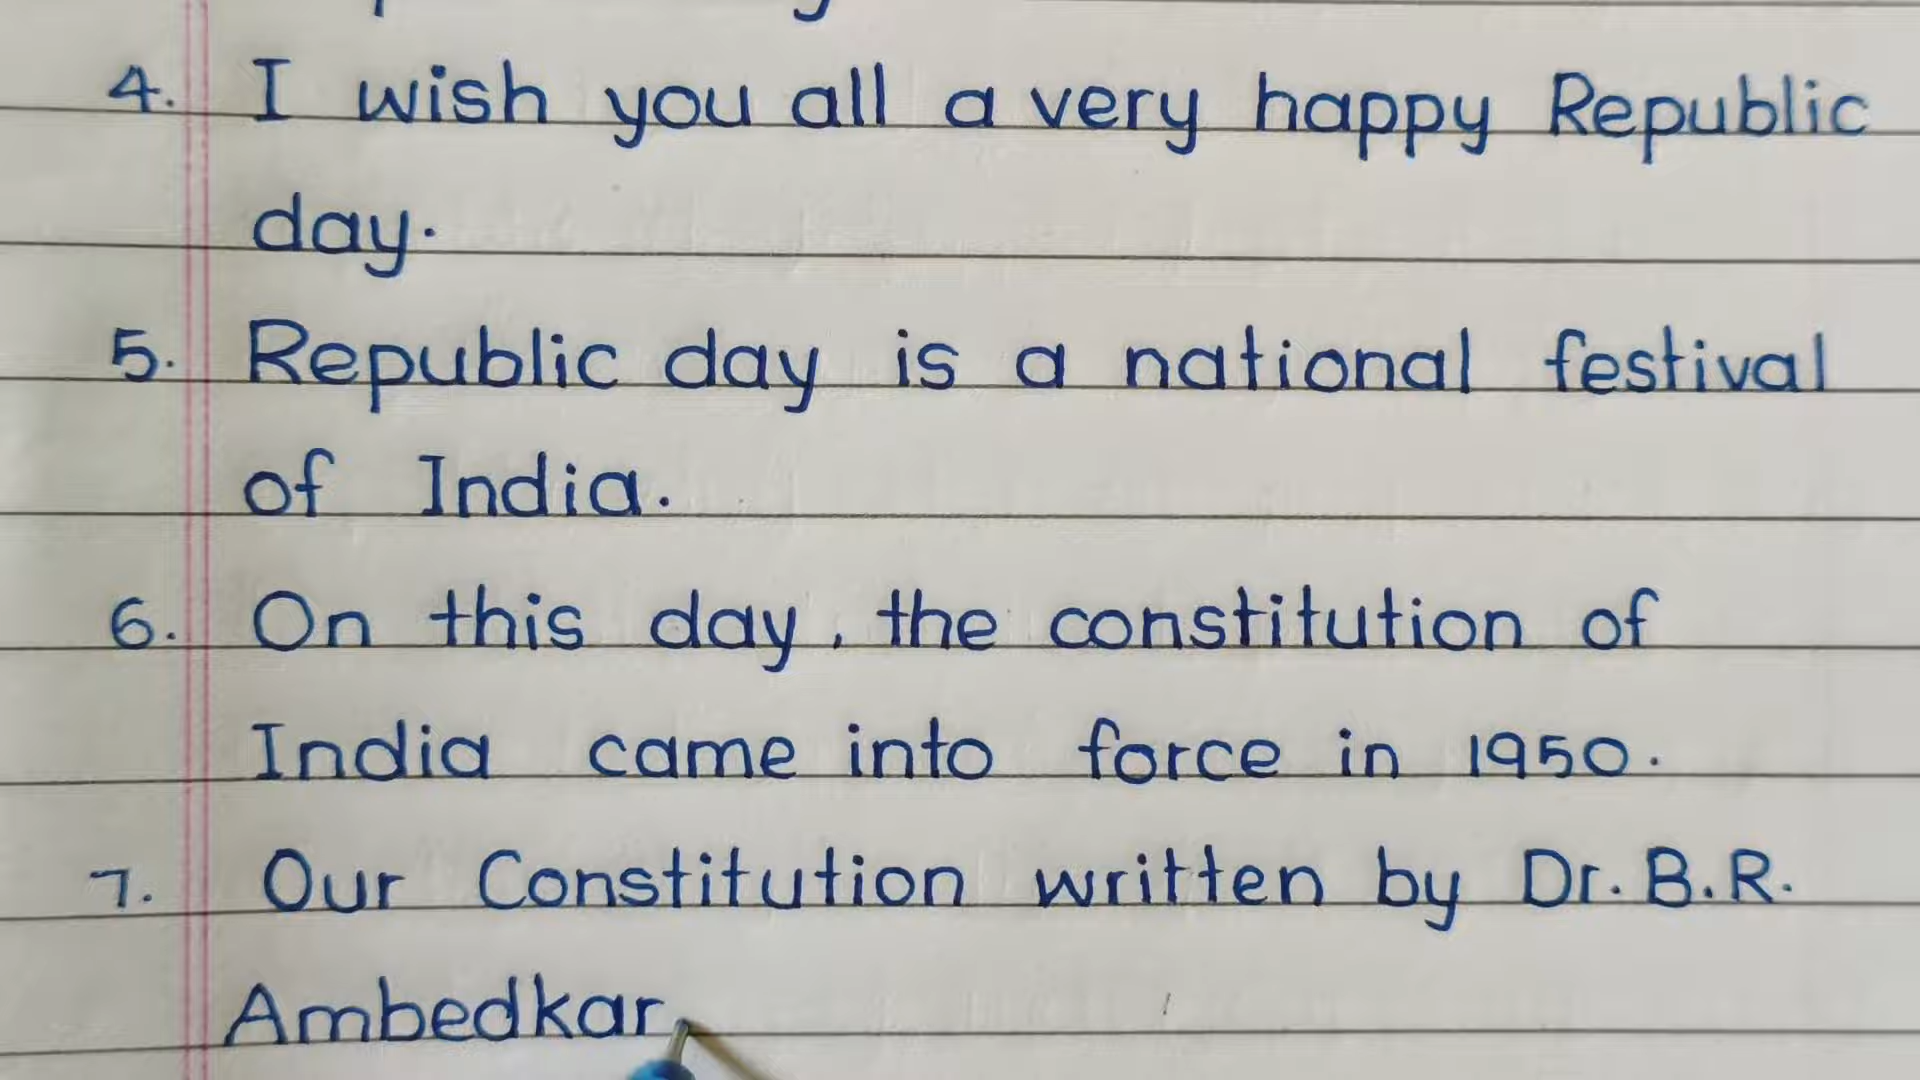 4. I wish you all a very happy Republic
day.
5. Republic day is a national festival
of India.
6. On this day, the constitution of
India came into force in 1950.
7. Our Constitution written by Dr. B.R.
Ambedkar